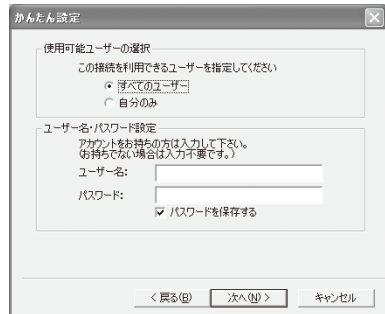 かんたん設定
使用可能ユーザーの選択
この接続を利用できるユーザーを指定してください
すべてのユーザー
自分のみ
ユーザー名・パスワード設定
アカウントをお持ちの方は入力して下さい。
(お持ちでない場合は入力不要です。)
ユーザー名:
パスワード:
パスワードを保存する
< 戻る(B)
次へ(N) >
キャンセル